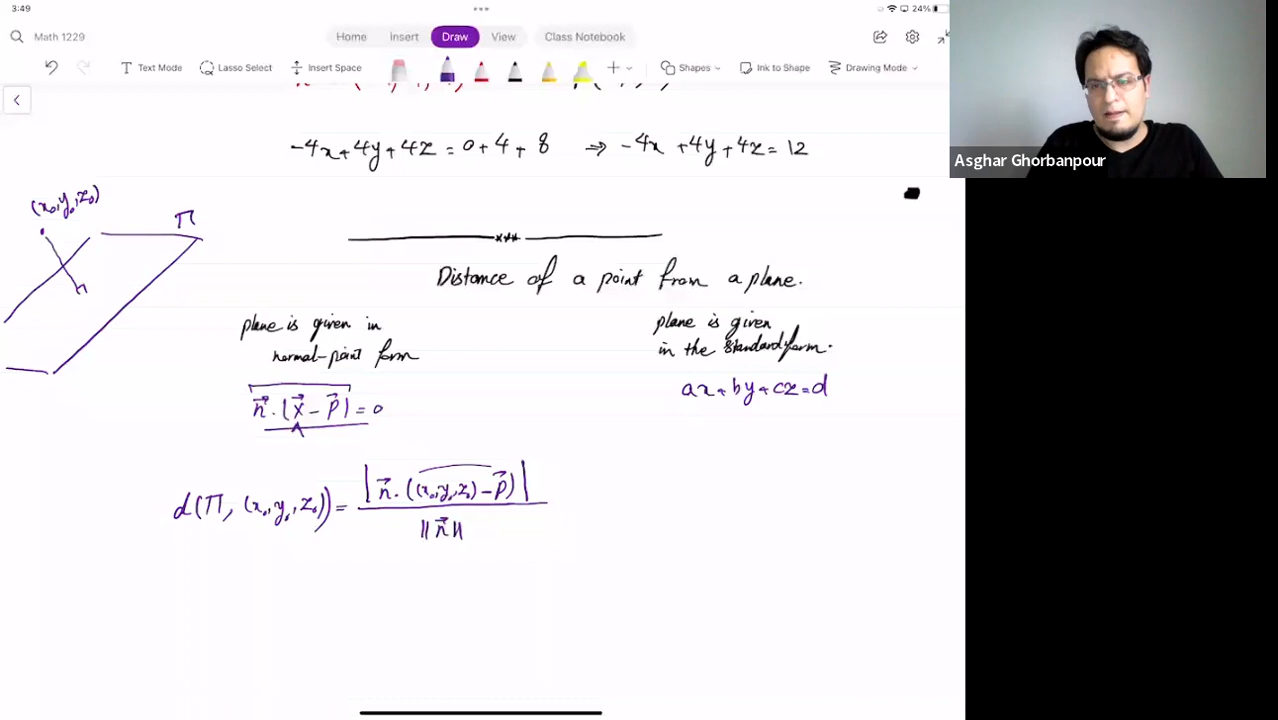 3:49
24%
Math 1229
Home Insert Draw View Class Notebook
Text Mode Lasso Select Insert Space Shapes Ink to Shape Drawing Mode
Asghar Ghorbanpour
-4x+4y+4z=0+4+8 ⇒ -4x+4y+4z=12
(x₀,y₀,z₀)
Π
Distance of a point from a plane.
plane is given in
normal-point form
n⃗·(x⃗-p⃗)=0
plane is given
in the standard form.
ax+by+cz=d
d(Π, (x₀,y₀,z₀))= |n⃗·((x₀,y₀,z₀)-p⃗)|
||n⃗||